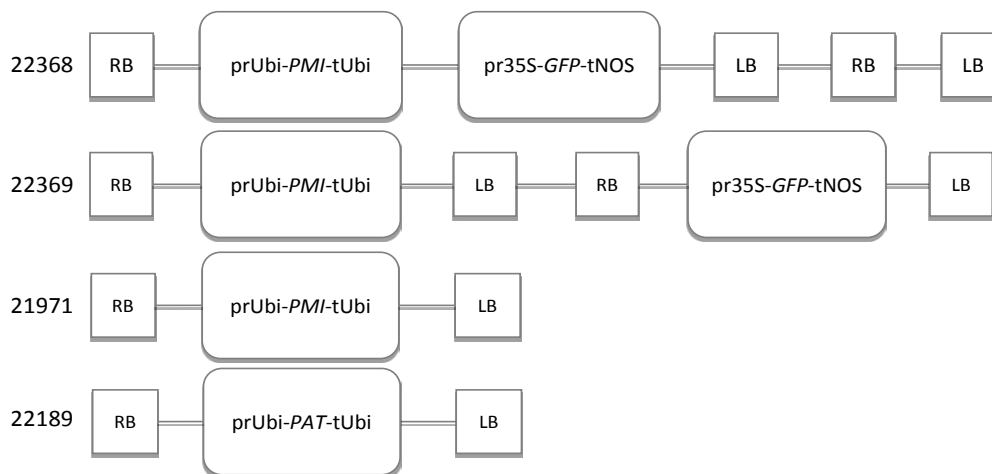 22368 RB prUbi-PMI-tUbi pr35S-GFP-tNOS LB RB LB
22369 RB prUbi-PMI-tUbi LB RB pr35S-GFP-tNOS LB
21971 RB prUbi-PMI-tUbi LB
22189 RB prUbi-PAT-tUbi LB